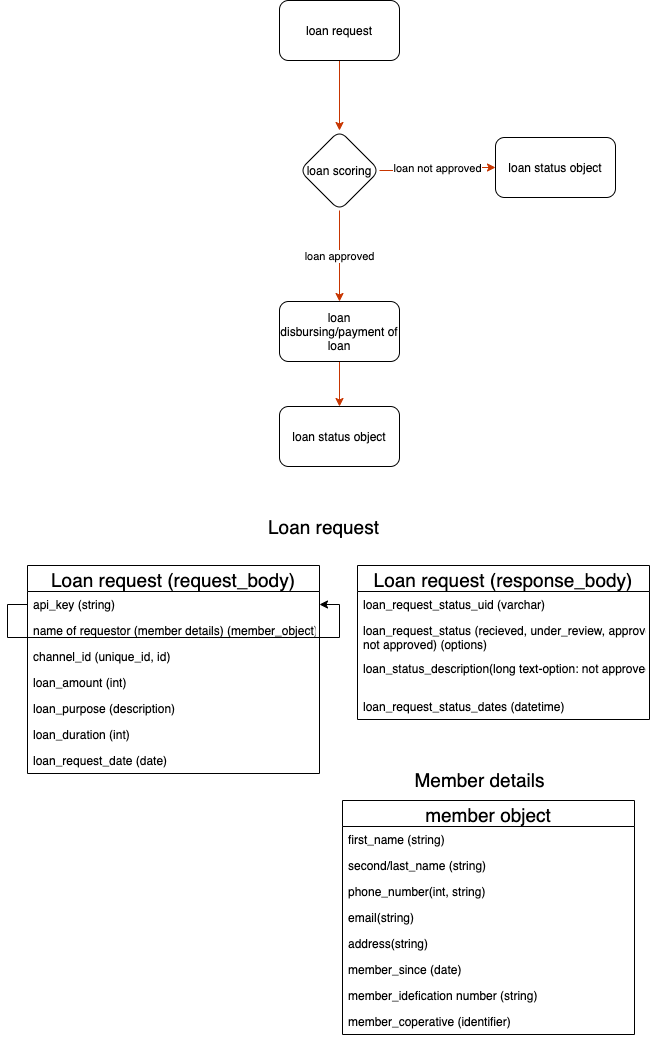 loan request
loan scoring
loan not approved
loan status object
loan approved
loan
disbursing/payment of
loan
loan status object
Loan request
Loan request (request_body)
api_key (string)
name of requestor (member details) (member_object)
channel_id (unique_id, id)
loan_amount (int)
loan_purpose (description)
loan_duration (int)
loan_request_date (date)
Loan request (response_body)
loan_request_status_uid (varchar)
loan_request_status (recieved, under_review, approv
not approved) (options)
loan_status_description(long text-option: not approve
loan_request_status_dates (datetime)
Member details
member object
first_name (string)
second/last_name (string)
phone_number(int, string)
email(string)
address(string)
member_since (date)
member_idefication number (string)
member_coperative (identifier)